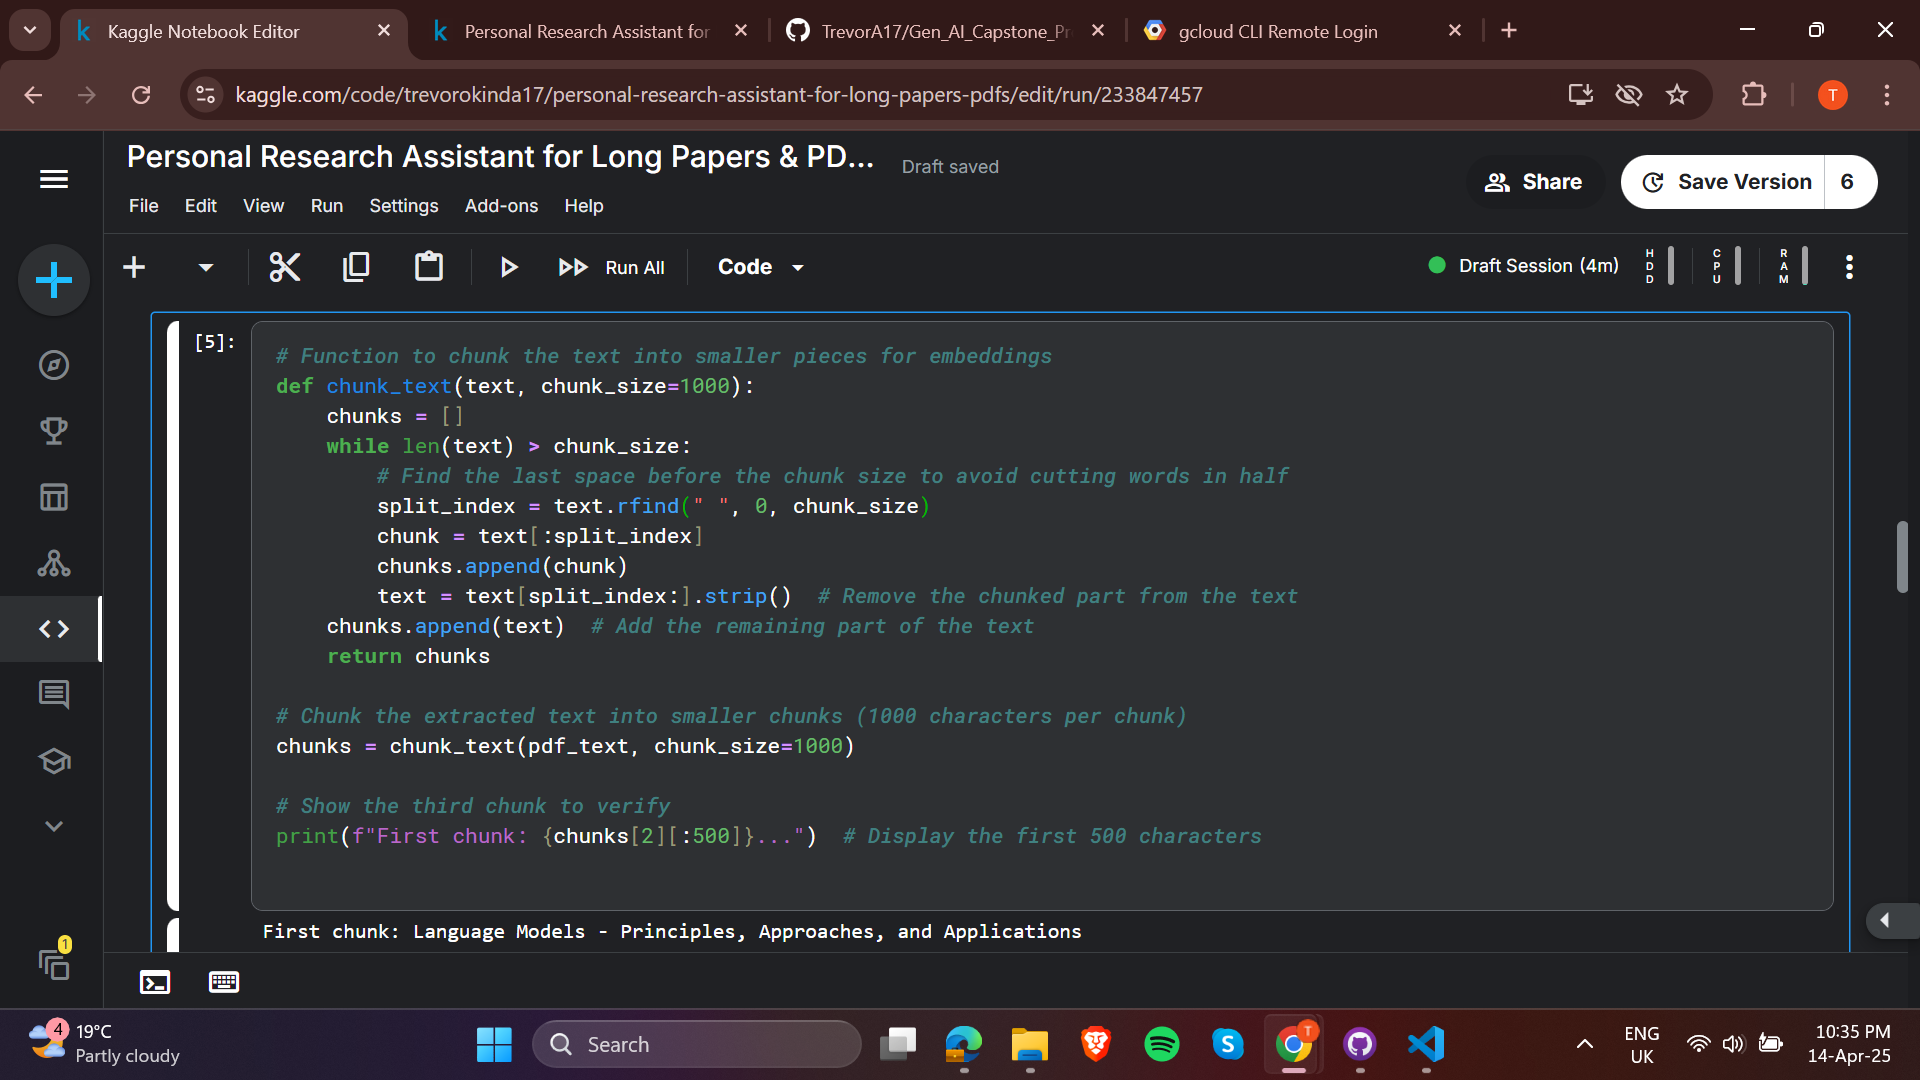 Kaggle Notebook Editor
Personal Research Assistant for
TrevorA17/Gen_AI_Capstone_Pr
gcloud CLI Remote Login
kaggle.com/code/trevorokinda17/personal-research-assistant-for-long-papers-pdfs/edit/run/233847457
T
Personal Research Assistant for Long Papers & PD...
Draft saved
Share
Save Version
6
File
Edit
View
Run
Settings
Add-ons
Help
Run All
Code
Draft Session (4m)
HDD
CPU
RAM
[5]:
# Function to chunk the text into smaller pieces for embeddings
def chunk_text(text, chunk_size=1000):
    chunks = []
    while len(text) > chunk_size:
        # Find the last space before the chunk size to avoid cutting words in half
        split_index = text.rfind(" ", 0, chunk_size)
        chunk = text[:split_index]
        chunks.append(chunk)
        text = text[split_index:].strip()  # Remove the chunked part from the text
    chunks.append(text)  # Add the remaining part of the text
    return chunks
# Chunk the extracted text into smaller chunks (1000 characters per chunk)
chunks = chunk_text(pdf_text, chunk_size=1000)
# Show the third chunk to verify
print(f"First chunk: {chunks[2][:500]}...")  # Display the first 500 characters
First chunk: Language Models - Principles, Approaches, and Applications
1
4
19°C
Partly cloudy
Search
S
T
ENG
UK
10:35 PM
14-Apr-25